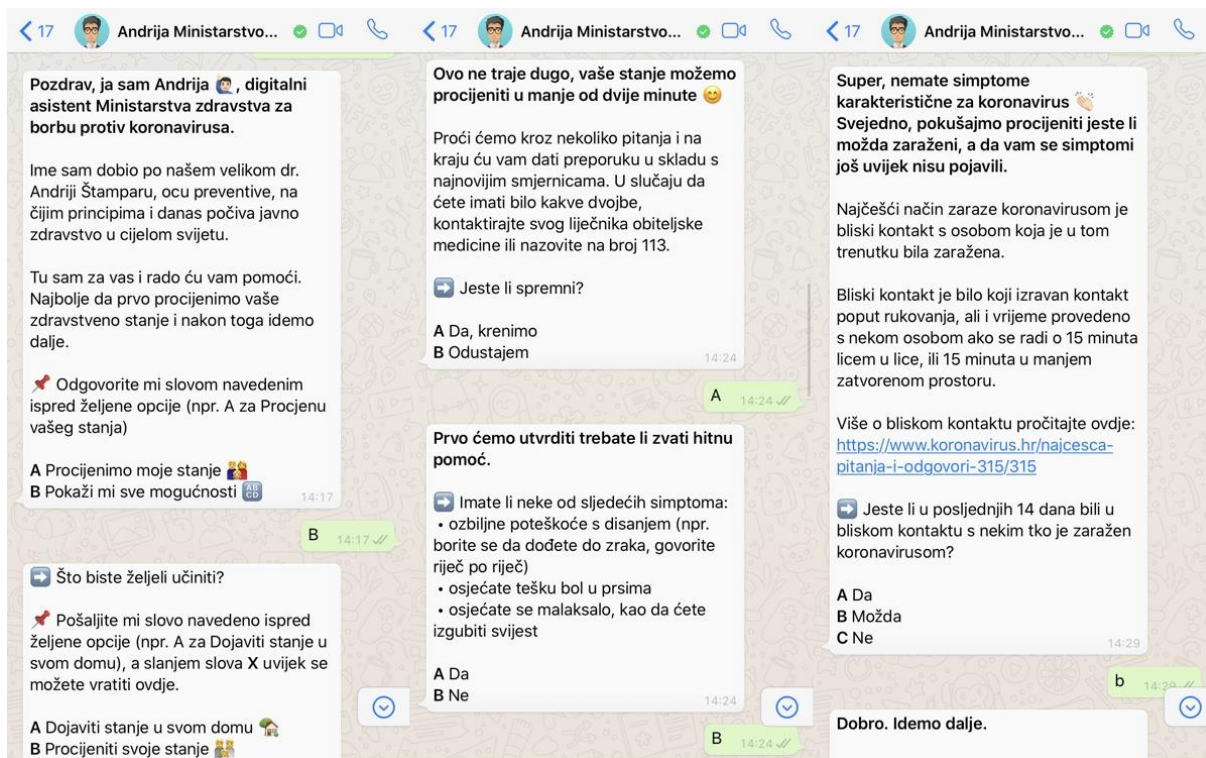 17 Andrija Ministarstvo...
Pozdrav, ja sam Andrija 🙋🏻‍♂️, digitalni
asistent Ministarstva zdravstva za
borbu protiv koronavirusa.
Ime sam dobio po našem velikom dr.
Andriji Štamparu, ocu preventive, na
čijim principima i danas počiva javno
zdravstvo u cijelom svijetu.
Tu sam za vas i rado ću vam pomoći.
Najbolje da prvo procijenimo vaše
zdravstveno stanje i nakon toga idemo
dalje.
📌 Odgovorite mi slovom navedenim
ispred željene opcije (npr. A za Procjenu
vašeg stanja)
A Procijenimo moje stanje
B Pokaži mi sve mogućnosti 🔠 14:17
B 14:17
➡️ Što biste željeli učiniti?
📌 Pošaljite mi slovo navedeno ispred
željene opcije (npr. A za Dojaviti stanje u
svom domu), a slanjem slova X uvijek se
možete vratiti ovdje.
A Dojaviti stanje u svom domu 🏡
B Procijeniti svoje stanje
17 Andrija Ministarstvo...
Ovo ne traje dugo, vaše stanje možemo
procijeniti u manje od dvije minute 😊
Proći ćemo kroz nekoliko pitanja i na
kraju ću vam dati preporuku u skladu s
najnovijim smjernicama. U slučaju da
ćete imati bilo kakve dvojbe,
kontaktirajte svog liječnika obiteljske
medicine ili nazovite na broj 113.
➡️ Jeste li spremni?
A Da, krenimo
B Odustajem 14:24
A 14:24
Prvo ćemo utvrditi trebate li zvati hitnu
pomoć.
➡️ Imate li neke od sljedećih simptoma:
• ozbiljne poteškoće s disanjem (npr.
borite se da dođete do zraka, govorite
riječ po riječ)
• osjećate tešku bol u prsima
• osjećate se malaksalo, kao da ćete
izgubiti svijest
A Da
B Ne 14:24
B 14:24
17 Andrija Ministarstvo...
Super, nemate simptome
karakteristične za koronavirus 👏🏻
Svejedno, pokušajmo procijeniti jeste li
možda zaraženi, a da vam se simptomi
još uvijek nisu pojavili.
Najčešći način zaraze koronavirusom je
bliski kontakt s osobom koja je u tom
trenutku bila zaražena.
Bliski kontakt je bilo koji izravan kontakt
poput rukovanja, ali i vrijeme provedeno
s nekom osobom ako se radi o 15 minuta
licem u lice, ili 15 minuta u manjem
zatvorenom prostoru.
Više o bliskom kontaktu pročitajte ovdje:
https://www.koronavirus.hr/najcesca-
pitanja-i-odgovori-315/315
➡️ Jeste li u posljednjih 14 dana bili u
bliskom kontaktu s nekim tko je zaražen
koronavirusom?
A Da
B Možda
C Ne 14:29
b 14:29
Dobro. Idemo dalje.